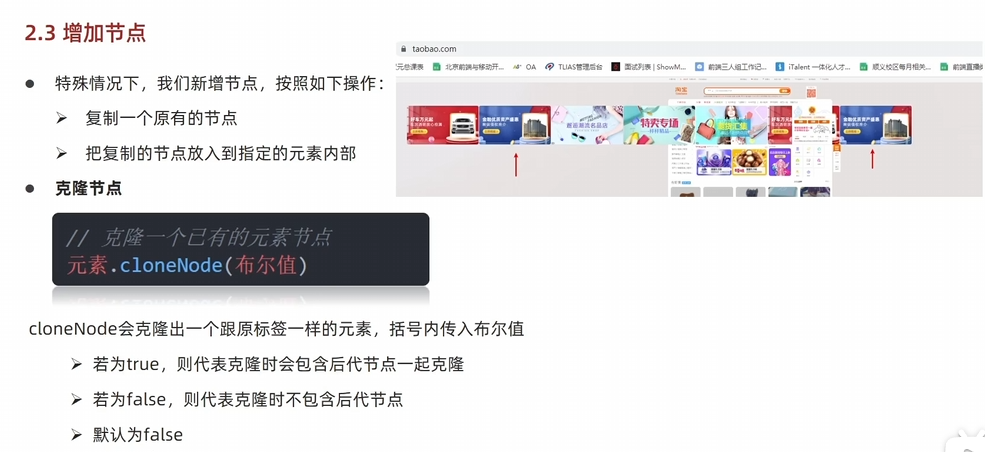 2.3 增加节点
特殊情况下，我们新增节点，按照如下操作：
复制一个原有的节点
把复制的节点放入到指定的元素内部
克隆节点
// 克隆一个已有的元素节点
元素.cloneNode(布尔值)
cloneNode会克隆出一个跟原标签一样的元素，括号内传入布尔值
若为true，则代表克隆时会包含后代节点一起克隆
若为false，则代表克隆时不包含后代节点
默认为false
taobao.com
北京前端与移动开... OA TLIAS管理后台 面试列表 | ShowM... 前端三人组工作记... iTalent 一体化人才... 顺义校区每月相关... 前端直播
特卖专场